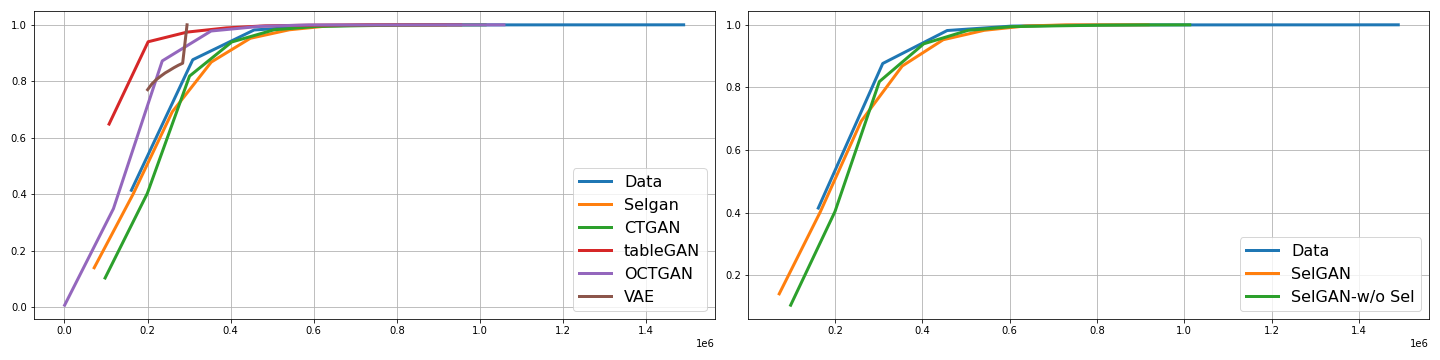 1.0
0.8
0.6
0.4
0.2
0.0
Data
Selgan
CTGAN
tableGAN
OCTGAN
VAE
0.0 0.2 0.4 0.6 0.8 1.0 1.2 1.4
1e6
1.0
0.8
0.6
0.4
0.2
Data
SelGAN
SelGAN-w/o Sel
0.2 0.4 0.6 0.8 1.0 1.2 1.4
1e6